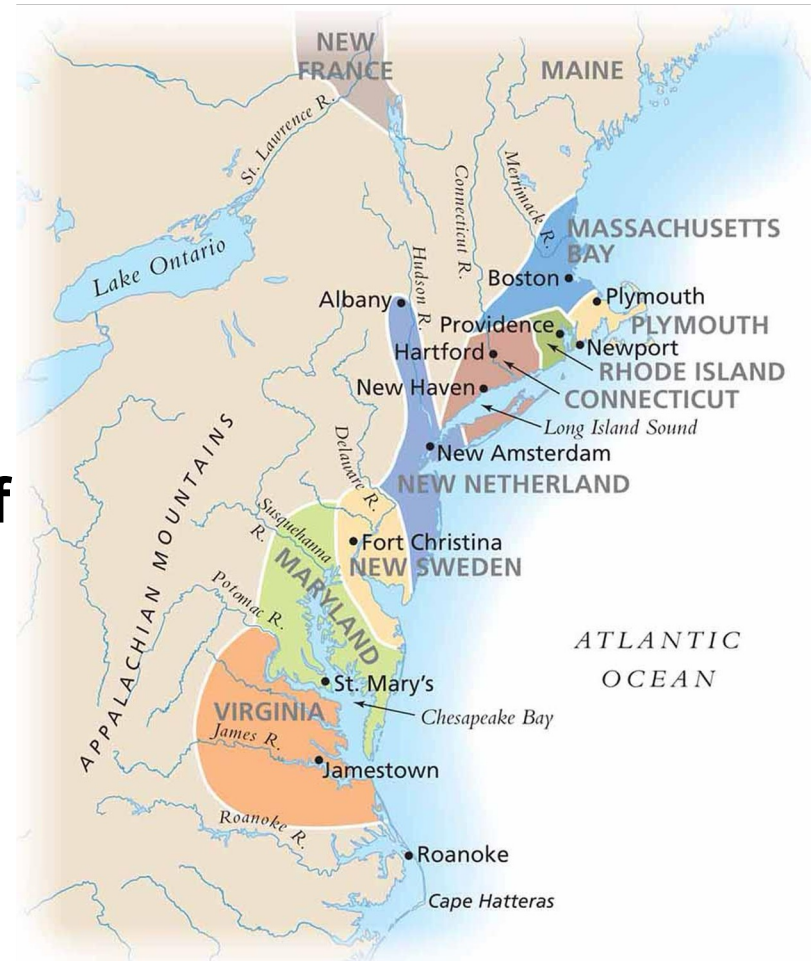 NEW
FRANCE
MAINE
St. Lawrence R.
Connecticut R.
Merrimack R.
MASSACHUSETTS
BAY
Lake Ontario
Hudson R.
Boston
Albany
Plymouth
PLYMOUTH
Providence
Newport
Hartford
RHODE ISLAND
New Haven
CONNECTICUT
Long Island Sound
New Amsterdam
NEW NETHERLAND
Delaware R.
APPALACHIAN MOUNTAINS
f
Susquehanna
R.
Fort Christina
NEW SWEDEN
MARYLAND
Potomac R.
ATLANTIC
OCEAN
St. Mary's
VIRGINIA
Chesapeake Bay
James R.
Jamestown
Roanoke R.
Roanoke
Cape Hatteras